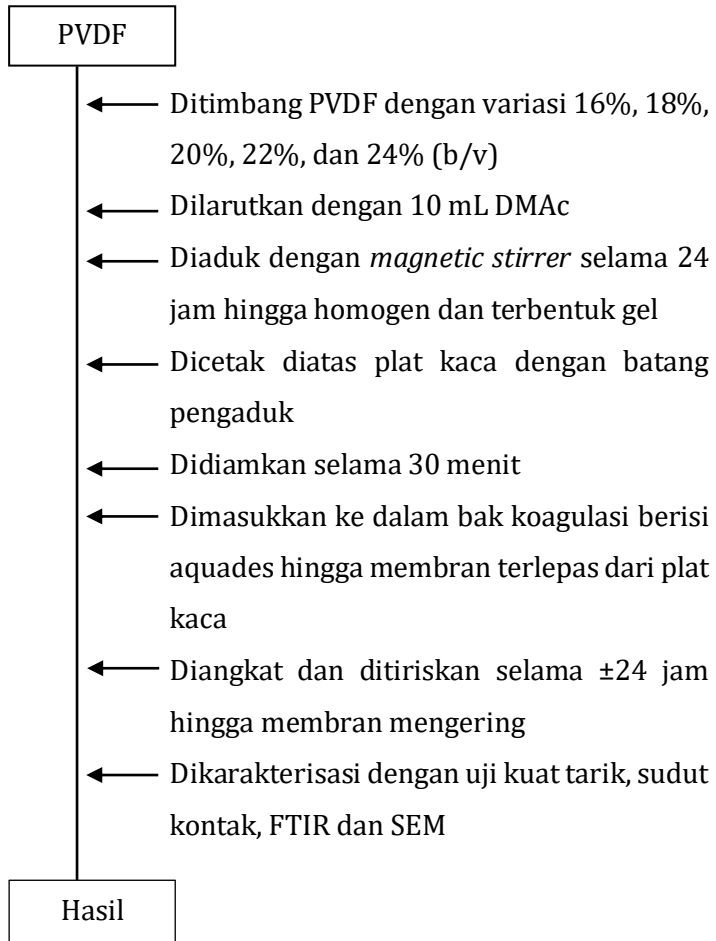 PVDF
Ditimbang PVDF dengan variasi 16%, 18%,
20%, 22%, dan 24% (b/v)
Dilarutkan dengan 10 mL DMAc
Diaduk dengan magnetic stirrer selama 24
jam hingga homogen dan terbentuk gel
Dicetak diatas plat kaca dengan batang
pengaduk
Didiamkan selama 30 menit
Dimasukkan ke dalam bak koagulasi berisi
aquades hingga membran terlepas dari plat
kaca
Diangkat dan ditiriskan selama ±24 jam
hingga membran mengering
Dikarakterisasi dengan uji kuat tarik, sudut
kontak, FTIR dan SEM
Hasil